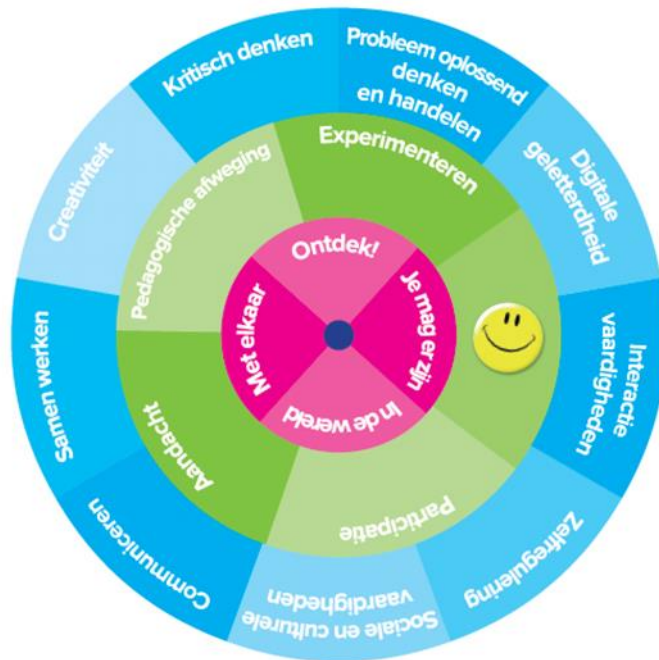 Kritisch denken
Probleem oplossend
denken
en handelen
Digitale
geletterdheid
Interactie
vaardigheden
Zelfregulering
Sociale en culturele
vaardigheden
Communiceren
Samen werken
Creativiteit
Pedagogische afweging
Experimenteren
Participatie
Aandacht
Ontdek!
Je mag er zijn
In de wereld
Met elkaar